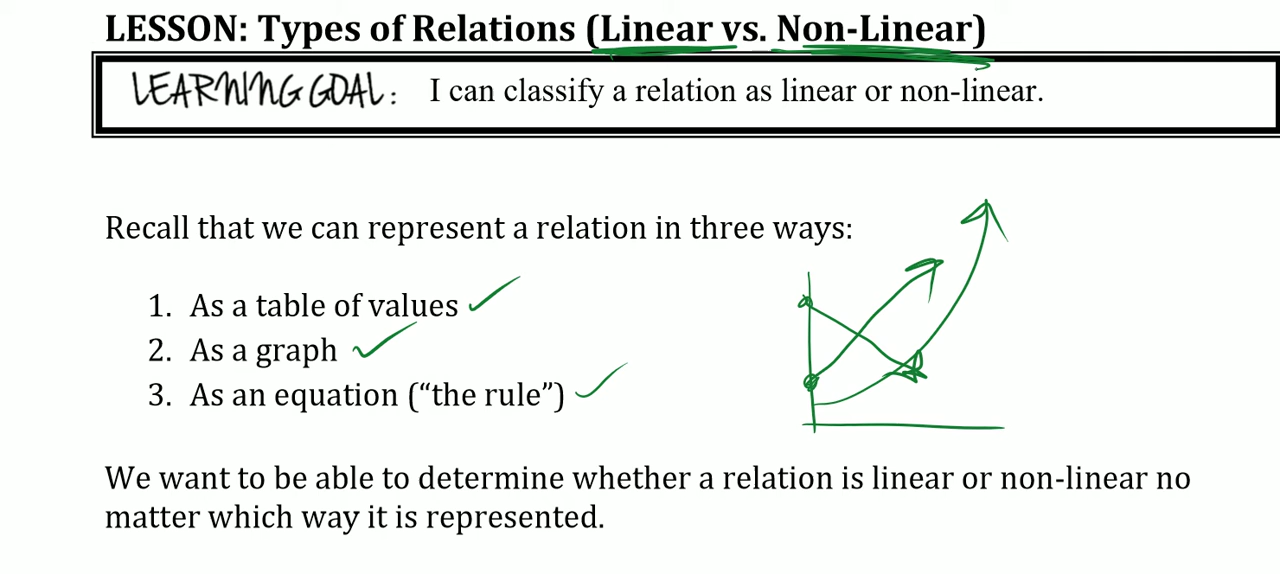 LESSON: Types of Relations (Linear vs. Non-Linear)
LEARNING GOAL: I can classify a relation as linear or non-linear.
Recall that we can represent a relation in three ways:
1. As a table of values
2. As a graph
3. As an equation (“the rule”)
We want to be able to determine whether a relation is linear or non-linear no
matter which way it is represented.